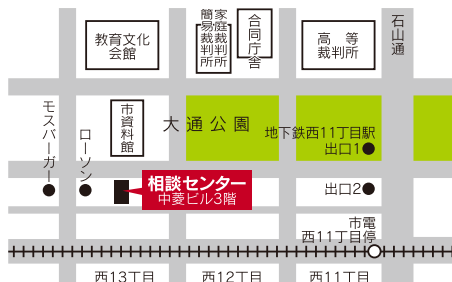 教育文化
会館
簡易裁判所
家庭裁判所
合同庁舎
高等
裁判所
石山通
モスバーガー
ローソン
市資料館
大通公園
地下鉄西11丁目駅
出口1
相談センター
中菱ビル3階
出口2
市電
西11丁目停
西13丁目
西12丁目
西11丁目